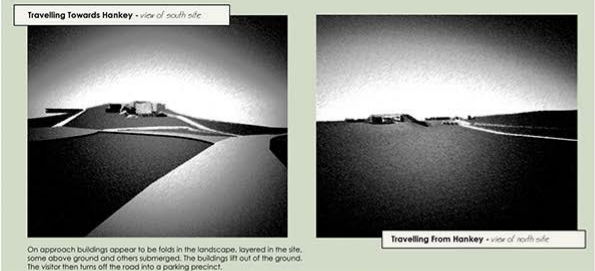 Travelling Towards Hankey - view of south site
Travelling From Hankey - view of north site
On approach buildings appear to be folds in the landscape, layered in the site,
some above ground and others submerged. The buildings lift out of the ground.
The visitor then turns off the road into a parking precinct.